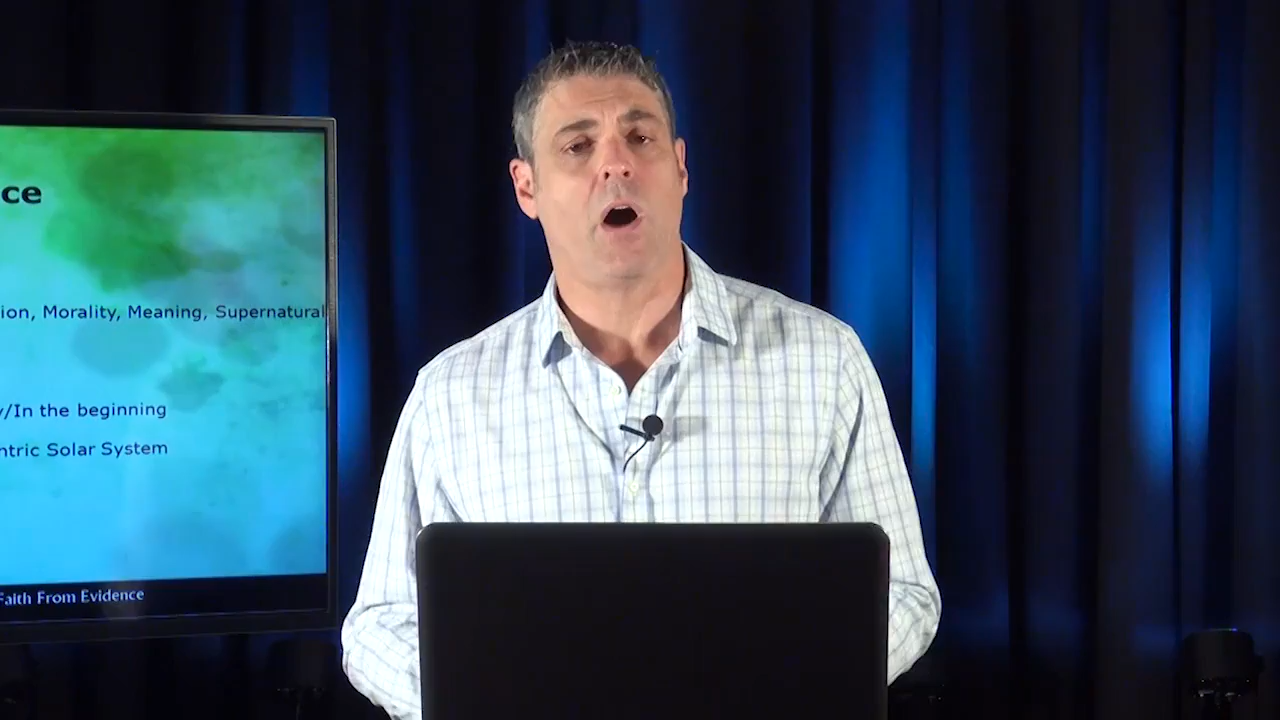 ce
ion, Morality, Meaning, Supernatural
y/In the beginning
ntric Solar System
Faith From Evidence